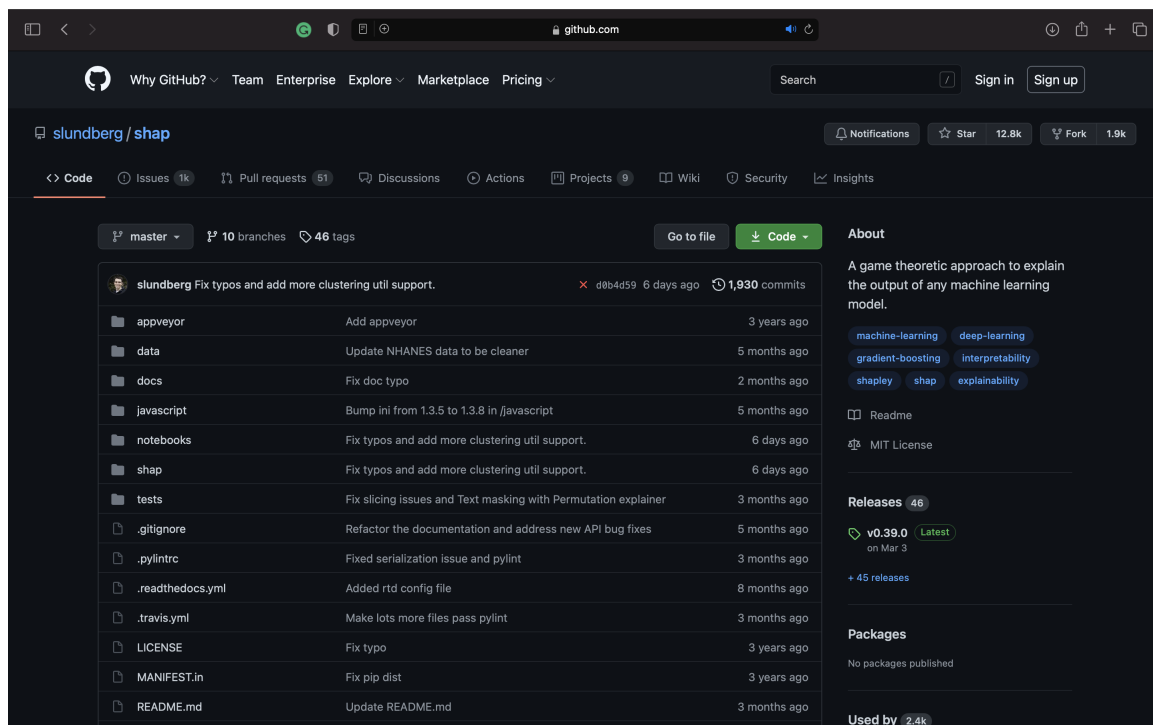 github.com
Why GitHub? Team Enterprise Explore Marketplace Pricing Search / Sign in Sign up
slundberg / shap Notifications Star 12.8k Fork 1.9k
Code Issues 1k Pull requests 51 Discussions Actions Projects 9 Wiki Security Insights
master 10 branches 46 tags Go to file Code
slundberg Fix typos and add more clustering util support. d0b4d59 6 days ago 1,930 commits
appveyor Add appveyor 3 years ago
data Update NHANES data to be cleaner 5 months ago
docs Fix doc typo 2 months ago
javascript Bump ini from 1.3.5 to 1.3.8 in /javascript 5 months ago
notebooks Fix typos and add more clustering util support. 6 days ago
shap Fix typos and add more clustering util support. 6 days ago
tests Fix slicing issues and Text masking with Permutation explainer 3 months ago
.gitignore Refactor the documentation and address new API bug fixes 5 months ago
.pylintrc Fixed serialization issue and pylint 3 months ago
.readthedocs.yml Added rtd config file 8 months ago
.travis.yml Make lots more files pass pylint 3 months ago
LICENSE Fix typo 3 years ago
MANIFEST.in Fix pip dist 3 years ago
README.md Update README.md 3 months ago
About
A game theoretic approach to explain
the output of any machine learning
model.
machine-learning deep-learning
gradient-boosting interpretability
shapley shap explainability
Readme
MIT License
Releases 46
v0.39.0 Latest
on Mar 3
+ 45 releases
Packages
No packages published
Used by 2.4k